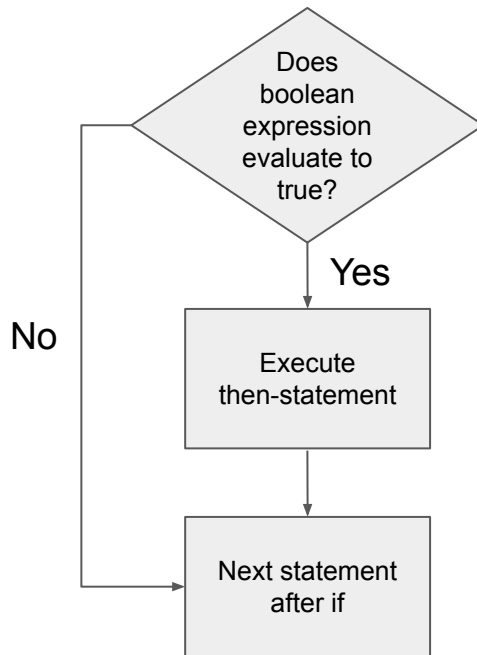 Does
boolean
expression
evaluate to
true?
Yes
No
Execute
then-statement
Next statement
after if